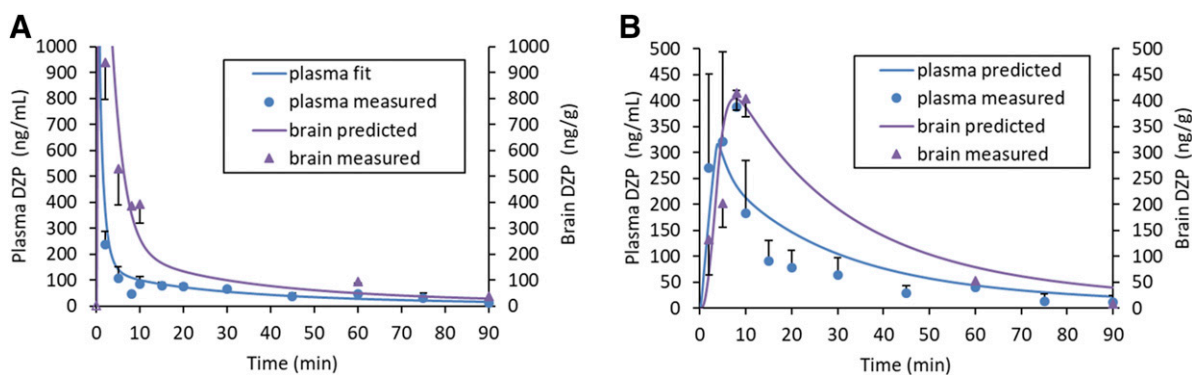 A
Plasma DZP (ng/mL)
1000
900
800
700
600
500
400
300
200
100
0
plasma fit
plasma measured
brain predicted
brain measured
1000
900
800
700
600
500
400
300
200
100
0
Brain DZP (ng/g)
0 10 20 30 40 50 60 70 80 90
Time (min)
B
Plasma DZP (ng/mL)
500
450
400
350
300
250
200
150
100
50
0
plasma predicted
plasma measured
brain predicted
brain measured
500
450
400
350
300
250
200
150
100
50
0
Brain DZP (ng/g)
0 10 20 30 40 50 60 70 80 90
Time (min)